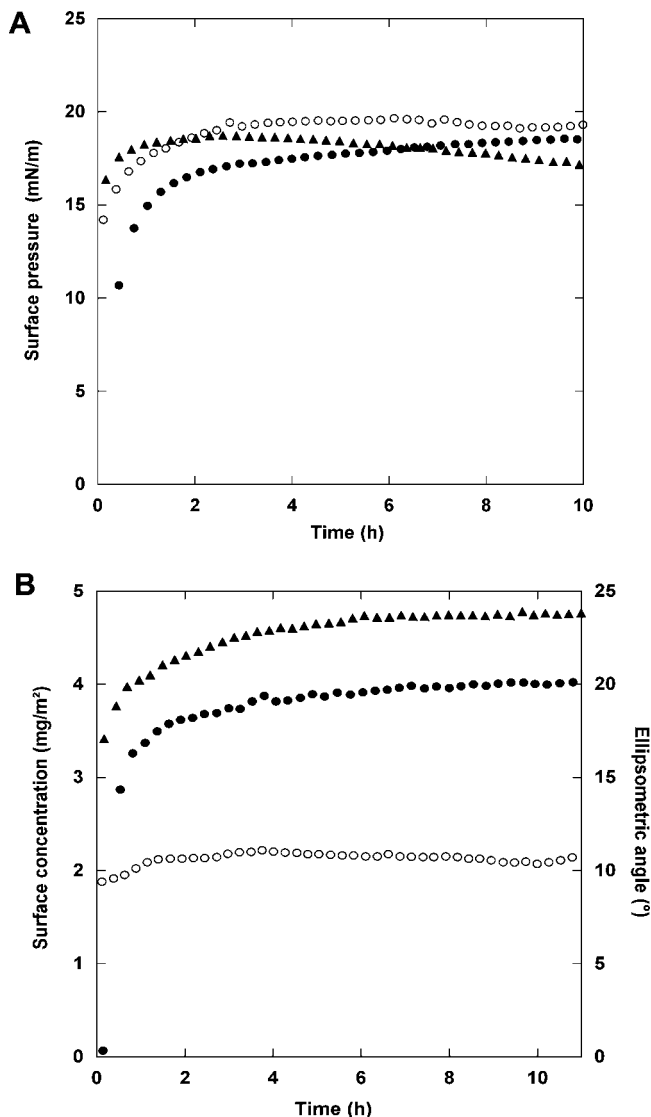 A
25
20
15
10
5
0
Surface pressure (mN/m)
0 2 4 6 8 10
Time (h)
B
5 25
4 20
3 15
2 10
1 5
0 0
Surface concentration (mg/m²)
Ellipsometric angle (°)
0 2 4 6 8 10
Time (h)